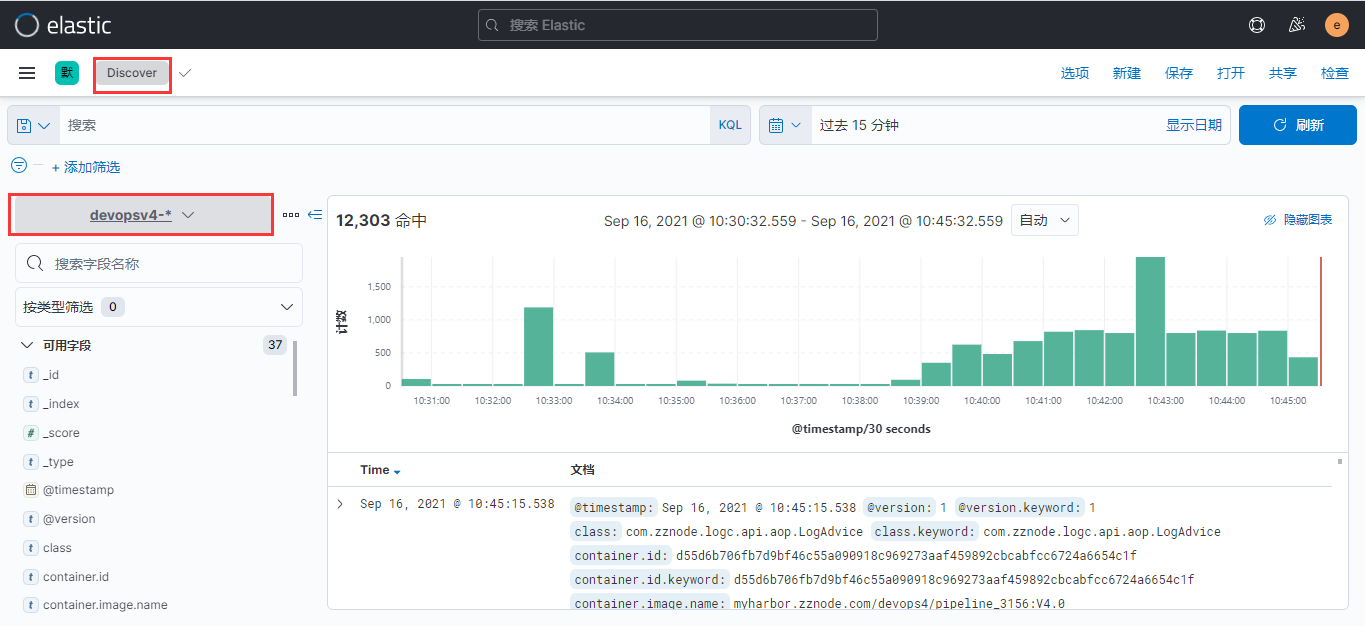 elastic
搜索 Elastic
e
默
Discover
选项 新建 保存 打开 共享 检查
搜索
KQL
过去 15 分钟
显示日期
刷新
+ 添加筛选
devopsv4-*
搜索字段名称
按类型筛选 0
可用字段 37
t _id
t _index
# _score
t _type
@timestamp
t @version
t class
t container.id
t container.image.name
12,303 命中
Sep 16, 2021 @ 10:30:32.559 - Sep 16, 2021 @ 10:45:32.559
自动
隐藏图表
计数
1,500
1,000
500
0
10:31:00 10:32:00 10:33:00 10:34:00 10:35:00 10:36:00 10:37:00 10:38:00 10:39:00 10:40:00 10:41:00 10:42:00 10:43:00 10:44:00 10:45:00
@timestamp/30 seconds
Time 文档
Sep 16, 2021 @ 10:45:15.538
@timestamp: Sep 16, 2021 @ 10:45:15.538 @version: 1 @version.keyword: 1
class: com.zznode.logc.api.aop.LogAdvice class.keyword: com.zznode.logc.api.aop.LogAdvice
container.id: d55d6b706fb7d9bf46c55a090918c969273aaf459892cbcabfcc6724a6654c1f
container.id.keyword: d55d6b706fb7d9bf46c55a090918c969273aaf459892cbcabfcc6724a6654c1f
container.image.name: myharbor.zznode.com/devops4/pipeline_3156:V4.0